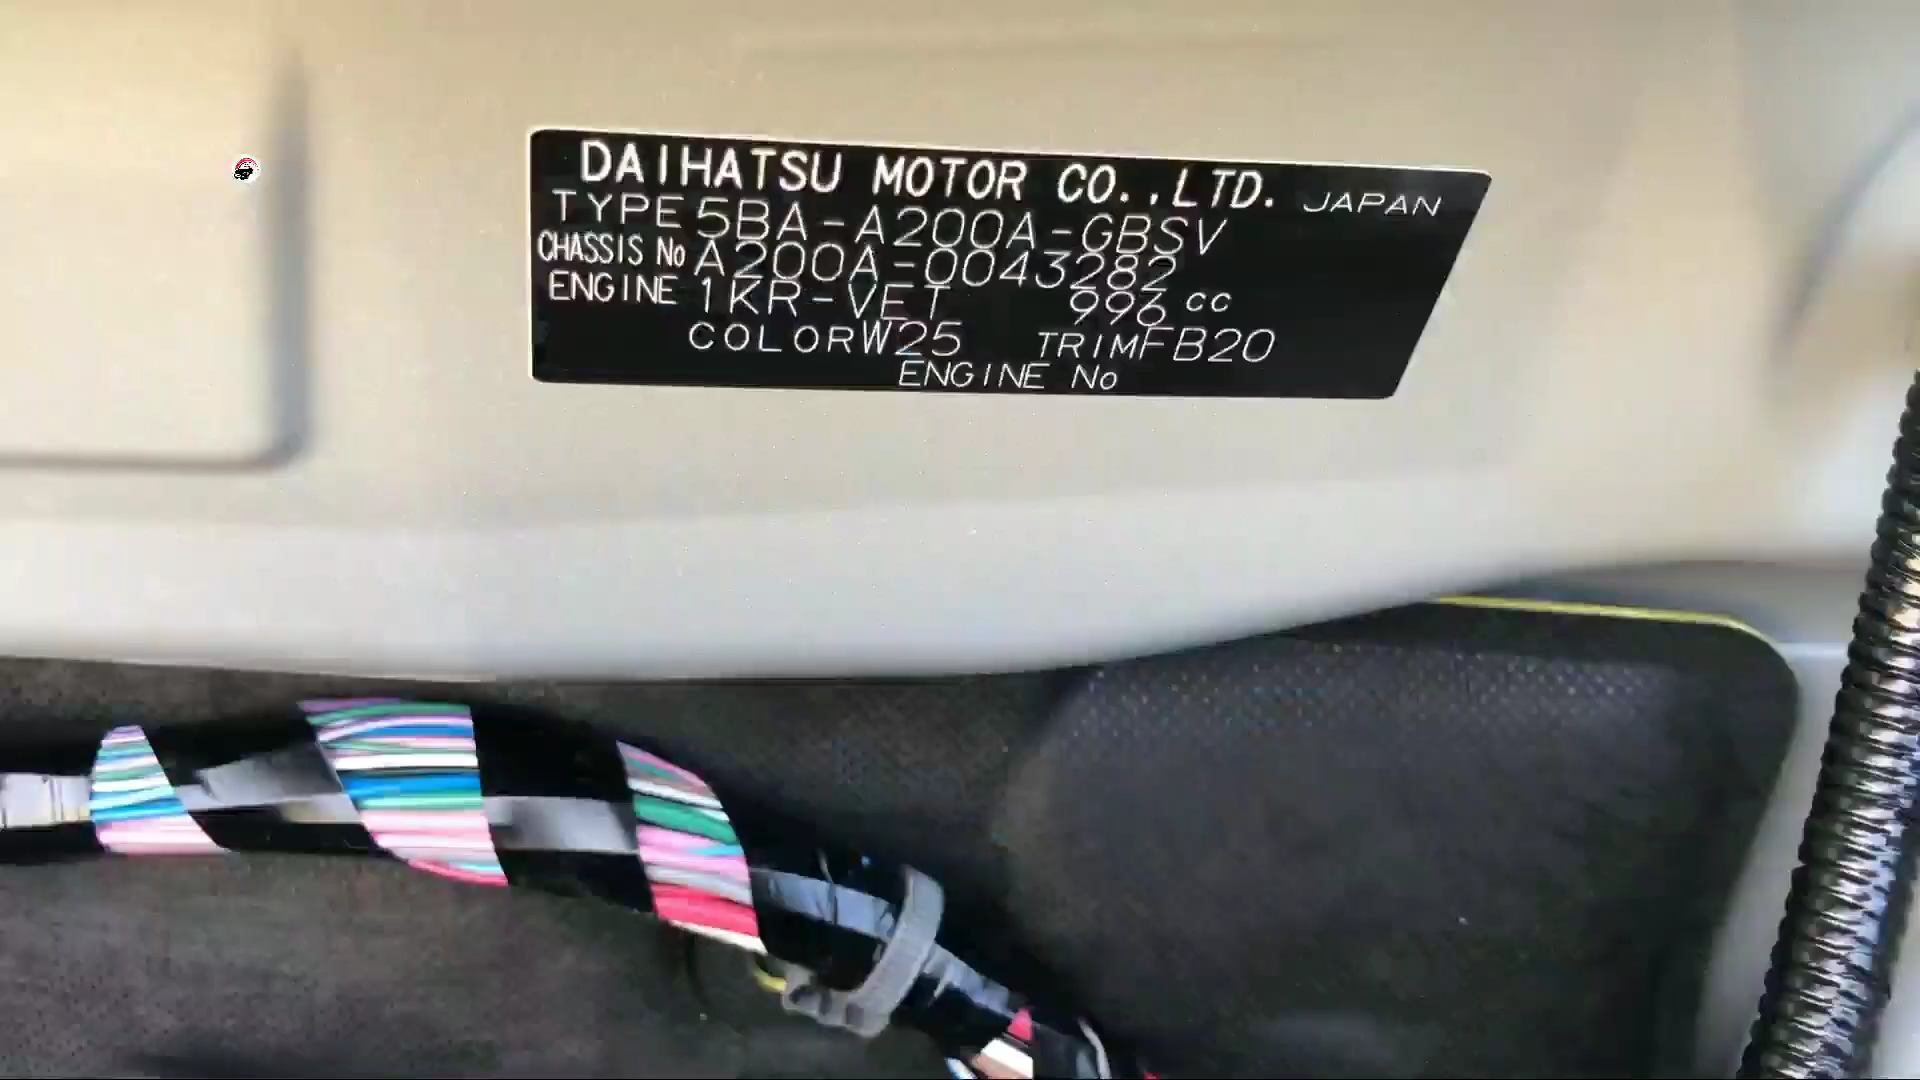 DAIHATSU MOTOR CO.,LTD. JAPAN
TYPE 5BA-A200A-GBSV
CHASSIS No A200A-0043282
ENGINE 1KR-VET 996 cc
COLOR W25 TRIM FB20
ENGINE No